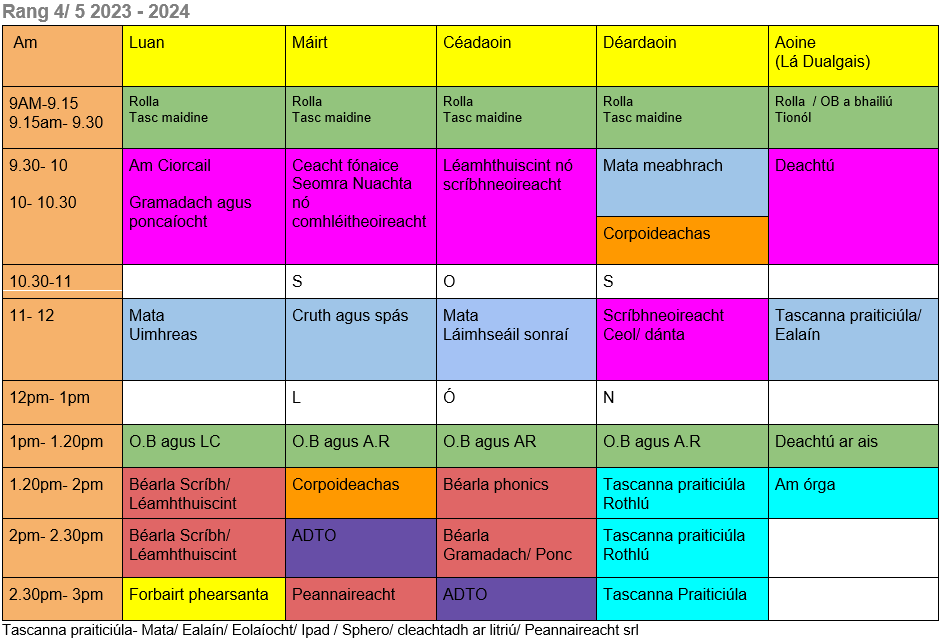 Rang 4/ 5 2023 - 2024
Am Luan Máirt Céadaoin Déardaoin Aoine
(Lá Dualgais)
9AM-9.15
9.15am- 9.30
Rolla
Tasc maidine
Rolla
Tasc maidine
Rolla
Tasc maidine
Rolla
Tasc maidine
Rolla / OB a bhailiú
Tionól
9.30- 10
10- 10.30
Am Ciorcail
Gramadach agus
poncaíocht
Ceacht fónaice
Seomra Nuachta
nó
comhléitheoireacht
Léamhthuiscint nó
scríbhneoireacht
Mata meabhrach
Corpoideachas
Deachtú
10.30-11 S O S
11- 12
Mata
Uimhreas
Cruth agus spás
Mata
Láimhseáil sonraí
Scríbhneoireacht
Ceol/ dánta
Tascanna praiticiúla/
Ealaín
12pm- 1pm L Ó N
1pm- 1.20pm O.B agus LC O.B agus A.R O.B agus AR O.B agus A.R Deachtú ar ais
1.20pm- 2pm
Béarla Scríbh/
Léamhthuiscint
Corpoideachas
Béarla phonics
Tascanna praiticiúla
Rothlú
Am órga
2pm- 2.30pm
Béarla Scríbh/
Léamhthuiscint
ADTO
Béarla
Gramadach/ Ponc
Tascanna praiticiúla
Rothlú
2.30pm- 3pm Forbairt phearsanta Peannaireacht ADTO Tascanna Praiticiúla
Tascanna praiticiúla- Mata/ Ealaín/ Eolaíocht/ Ipad / Sphero/ cleachtadh ar litriú/ Peannaireacht srl